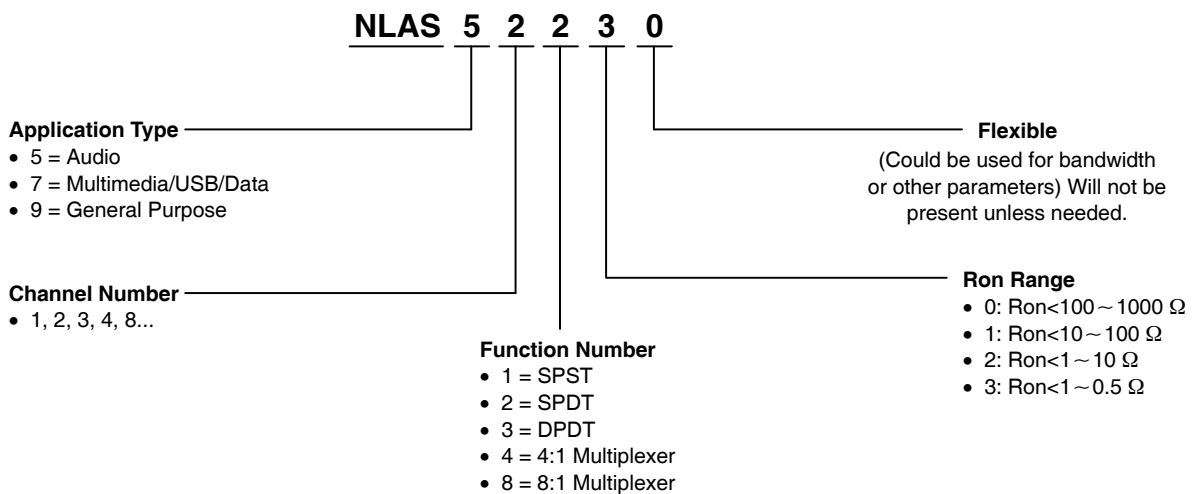 NLAS 5 2 2 3 0
Application Type
• 5 = Audio
• 7 = Multimedia/USB/Data
• 9 = General Purpose
Flexible
(Could be used for bandwidth
or other parameters) Will not be
present unless needed.
Channel Number
• 1, 2, 3, 4, 8...
Ron Range
• 0: Ron<100~1000 Ω
• 1: Ron<10~100 Ω
• 2: Ron<1~10 Ω
• 3: Ron<1~0.5 Ω
Function Number
• 1 = SPST
• 2 = SPDT
• 3 = DPDT
• 4 = 4:1 Multiplexer
• 8 = 8:1 Multiplexer